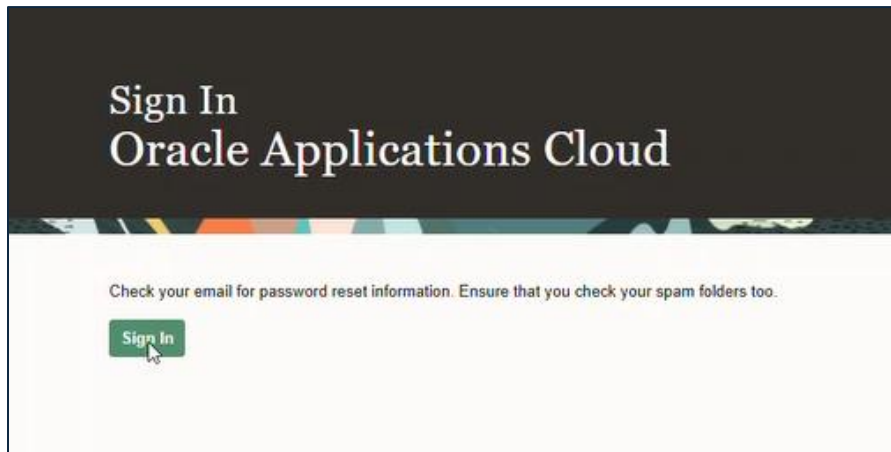 Sign In
Oracle Applications Cloud
Check your email for password reset information. Ensure that you check your spam folders too.
Sign In